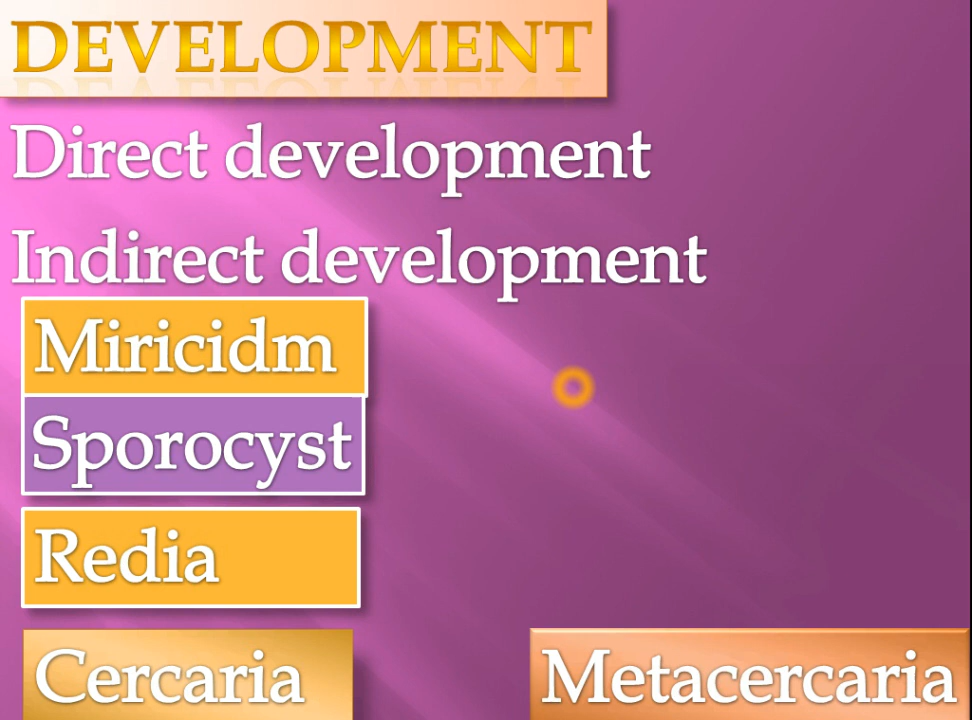 DEVELOPMENT
Direct development
Indirect development
Miricidm
Sporocyst
Redia
Cercaria
Metacercaria